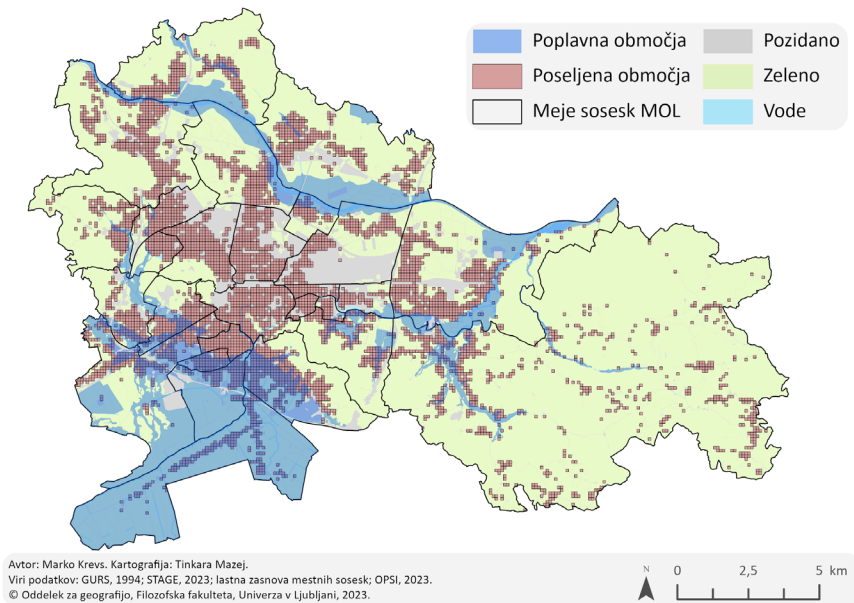 Poplavna območja
Pozidano
Poseljena območja
Zeleno
Meje sosesk MOL
Vode
Avtor: Marko Krevs. Kartografija: Tinkara Mazej.
Viri podatkov: GURS, 1994; STAGE, 2023; lastna zasnova mestnih sosesk; OPSI, 2023.
© Oddelek za geografijo, Filozofska fakulteta, Univerza v Ljubljani, 2023.
N
0 2,5 5 km